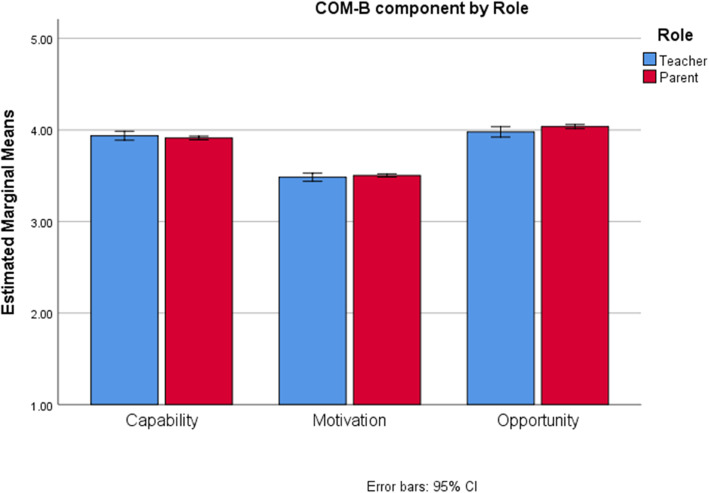 COM-B component by Role
Role
Teacher
Parent
Estimated Marginal Means
5.00
4.00
3.00
2.00
1.00
Capability
Motivation
Opportunity
Error bars: 95% CI